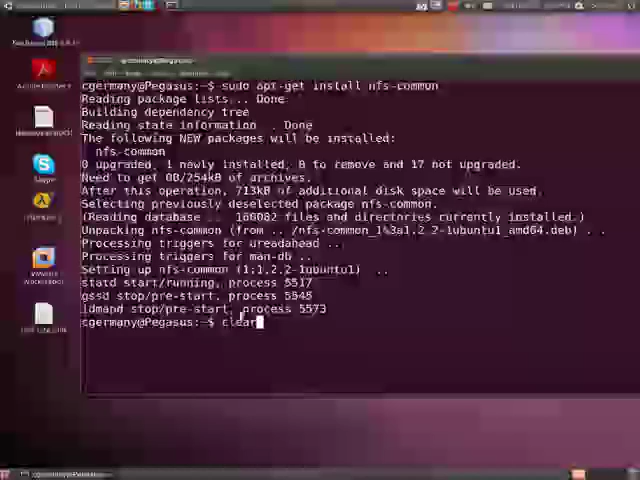 cgermany@Pegasus:~$ sudo apt-get install nfs-common
Reading package lists... Done
Building dependency tree
Reading state information... Done
The following NEW packages will be installed:
nfs-common
0 upgraded, 1 newly installed, 0 to remove and 17 not upgraded.
Need to get 0B/254kB of archives.
After this operation, 713kB of additional disk space will be used.
Selecting previously deselected package nfs-common.
(Reading database ... 169082 files and directories currently installed.)
Unpacking nfs-common (from .../nfs-common_1%3a1.2.2-1ubuntu1_amd64.deb) ...
Processing triggers for ureadahead ...
Processing triggers for man-db ...
Setting up nfs-common (1:1.2.2-1ubuntu1) ...
statd start/running, process 5517
gssd stop/pre-start, process 5545
idmapd stop/pre-start, process 5573
cgermany@Pegasus:~$ clear
Skype